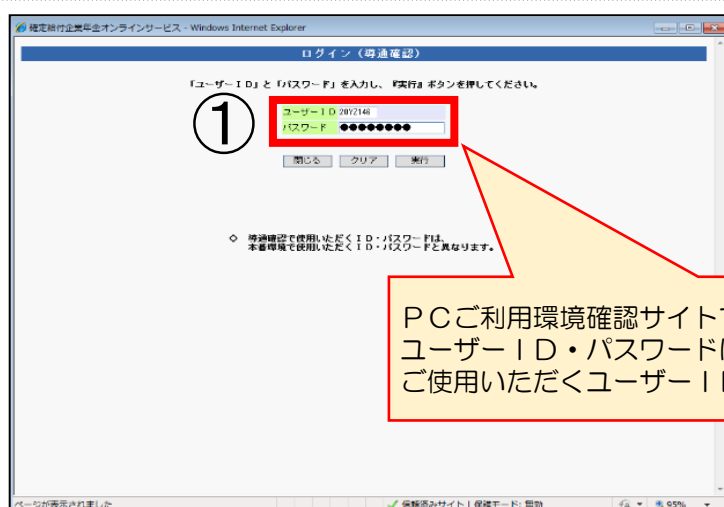 確定給付企業年金オンラインサービス - Windows Internet Explorer
ログイン（導通確認）
「ユーザーＩＤ」と「パスワード」を入力し、『実行』ボタンを押してください。
①
ユーザーＩＤ 20YZ146
パスワード ●●●●●●●●
閉じる クリア 実行
◇ 導通確認で使用いただくＩＤ・パスワードは、
本番環境で使用いただくＩＤ・パスワードと異なります。
ＰＣご利用環境確認サイト
ユーザーＩＤ・パスワード
ご使用いただくユーザーＩ
ページが表示されました
信頼済みサイト | 保護モード: 無効 95%